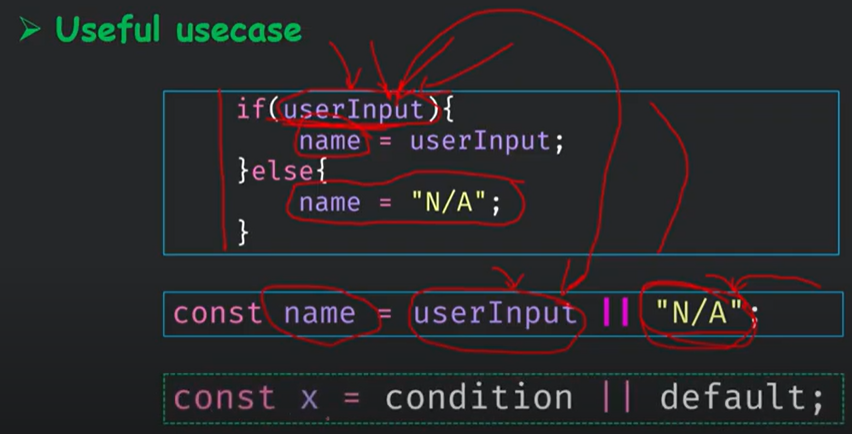 ➤ Useful usecase
if(userInput){
name = userInput;
}else{
name = "N/A";
}
const name = userInput || "N/A";
const x = condition || default;